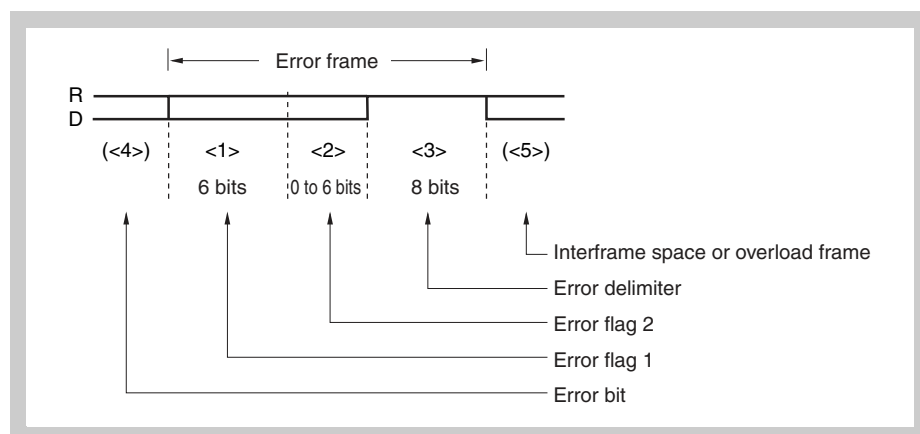 Error frame
R
D
(<4>) <1> <2> <3> (<5>)
6 bits 0 to 6 bits 8 bits
Interframe space or overload frame
Error delimiter
Error flag 2
Error flag 1
Error bit